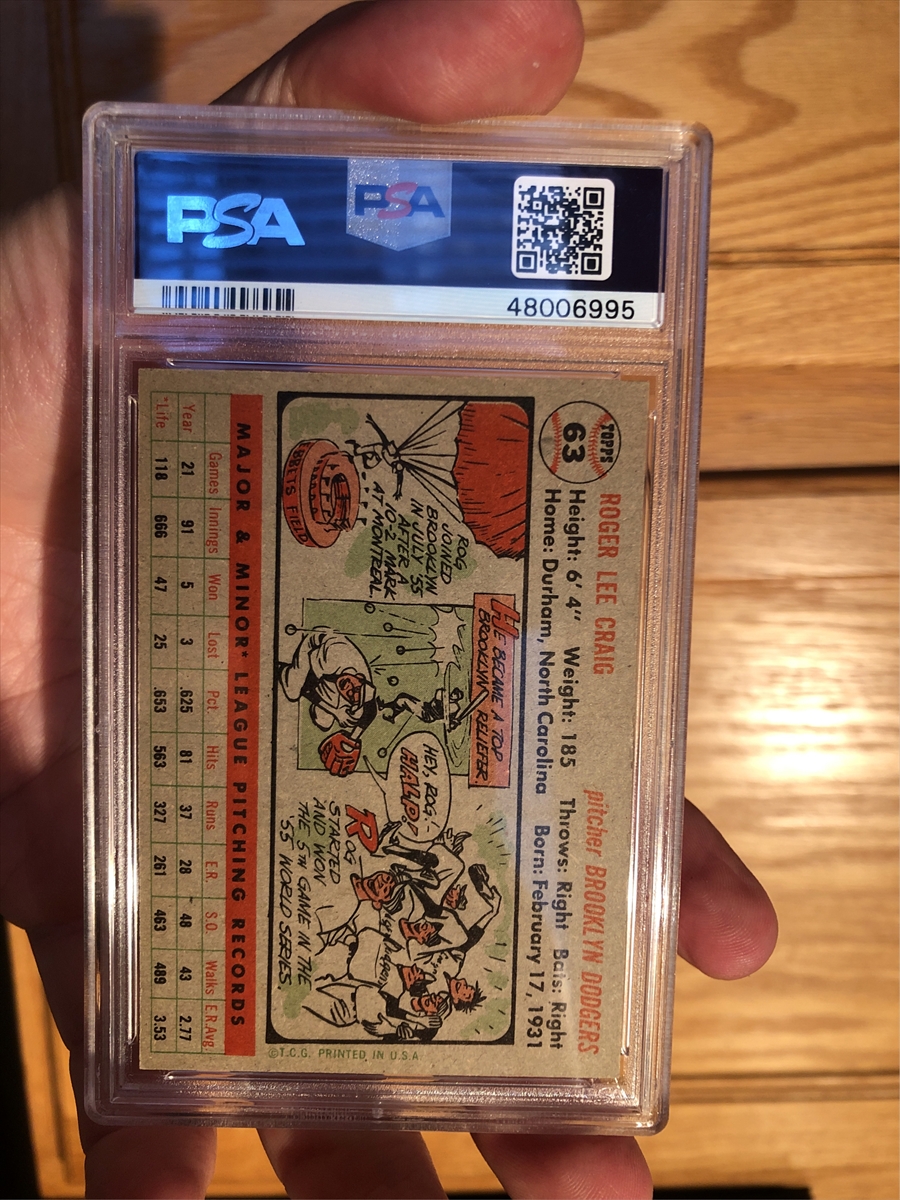 PSA
PSA
48006995
TOPPS
63
ROGER LEE CRAIG
pitcher BROOKLYN DODGERS
Height: 6' 4" Weight: 185 Throws: Right Bats: Right
Home: Durham, North Carolina Born: February 17, 1931
ROG
JOINED
BROOKLYN
IN JULY '55
AFTER A
10-2 MARK
AT MONTREAL.
EBBETS FIELD
HE BECAME A TOP
BROOKLYN RELIEFER.
HEY, ROG:-
HALP!
ROG
STARTED
AND WON
THE 5TH GAME IN THE
'55 WORLD SERIES.
MAJOR & MINOR* LEAGUE PITCHING RECORDS
Games Innings Won Lost Pct. Hits Runs E.R. S.O. Walks E.R.Avg.
Year 21 91 5 3 .625 81 37 28 48 43 2.77
*Life 118 666 47 25 .653 563 327 261 463 489 3.53
©T.C.G. PRINTED IN U.S.A.